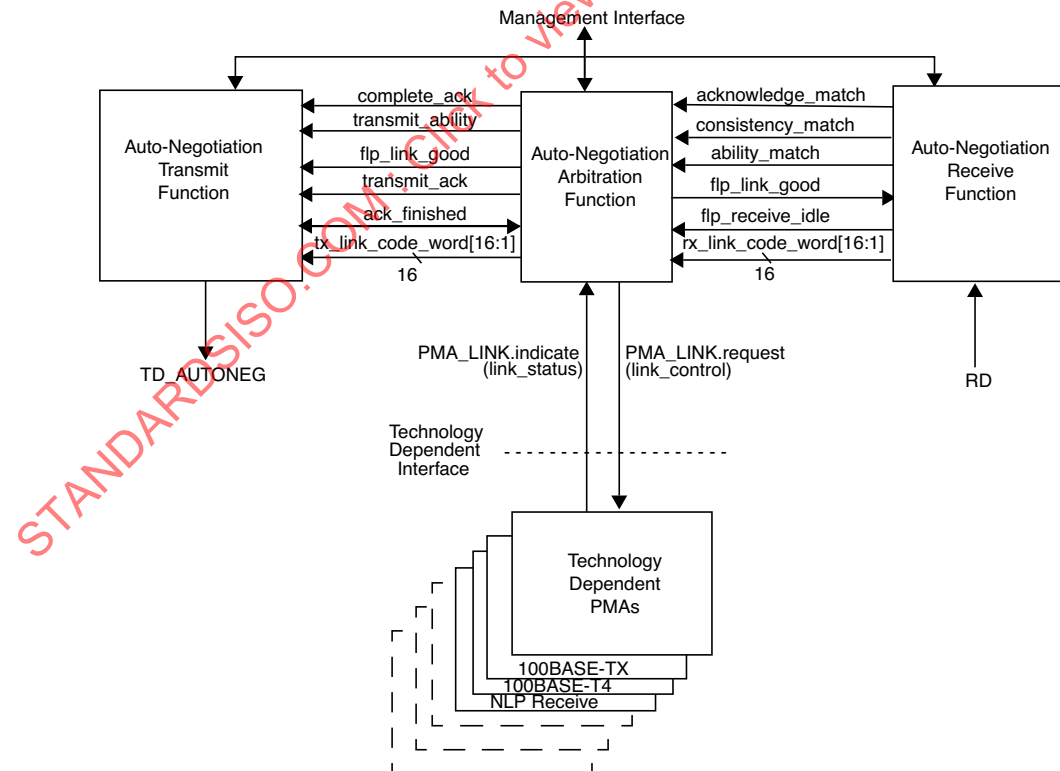 Management Interface
complete_ack
transmit_ability
flp_link_good
transmit_ack
ack_finished
tx_link_code_word[16:1]
16
Auto-Negotiation
Transmit
Function
Auto-Negotiation
Arbitration
Function
acknowledge_match
consistency_match
ability_match
flp_link_good
flp_receive_idle
rx_link_code_word[16:1]
16
Auto-Negotiation
Receive
Function
TD_AUTONEG
PMA_LINK.indicate
(link_status)
PMA_LINK.request
(link_control)
RD
Technology
Dependent
Interface
Technology
Dependent
PMAs
100BASE-TX
100BASE-T4
NLP Receive
STANDARDSISO.COM : Click to view